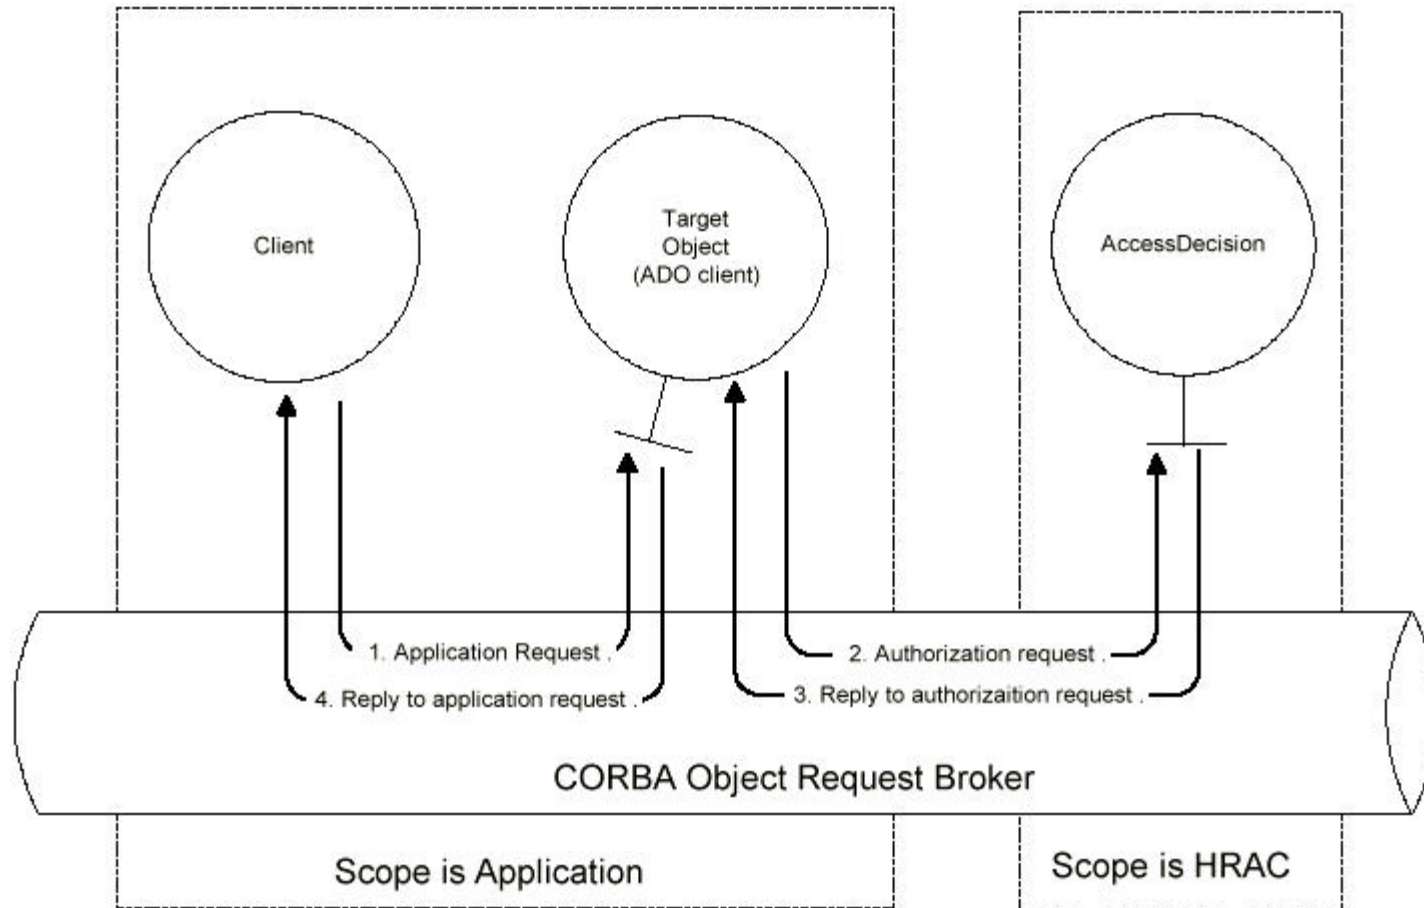 Client
Target
Object
(ADO client)
AccessDecision
1. Application Request .
2. Authorization request .
4. Reply to application request .
3. Reply to authorizaition request .
CORBA Object Request Broker
Scope is Application
Scope is HRAC